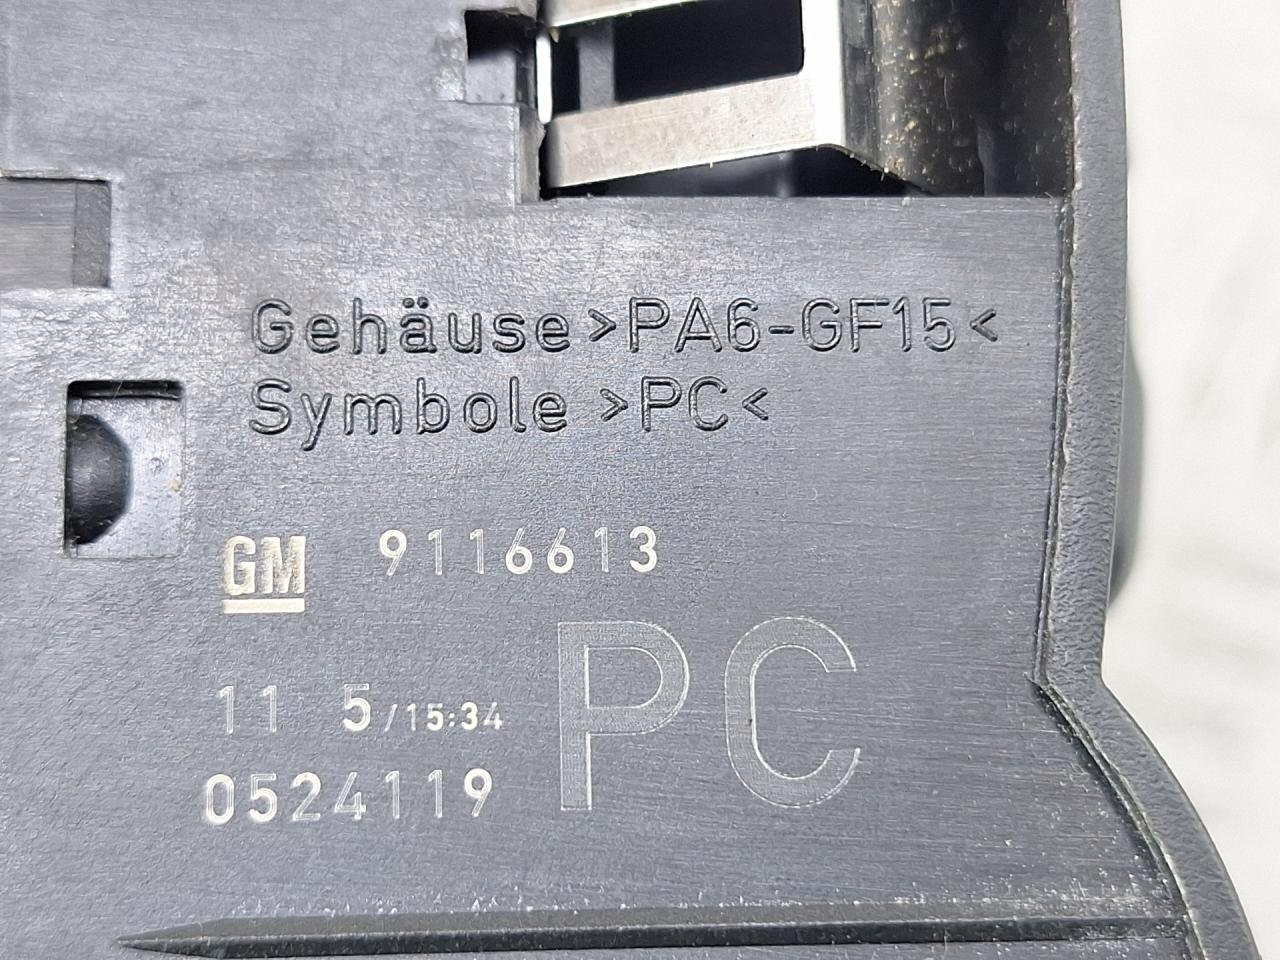 Gehäuse >PA6-GF15<
Symbole >PC<
GM 9116613
11 5/15:34
0524119
PC